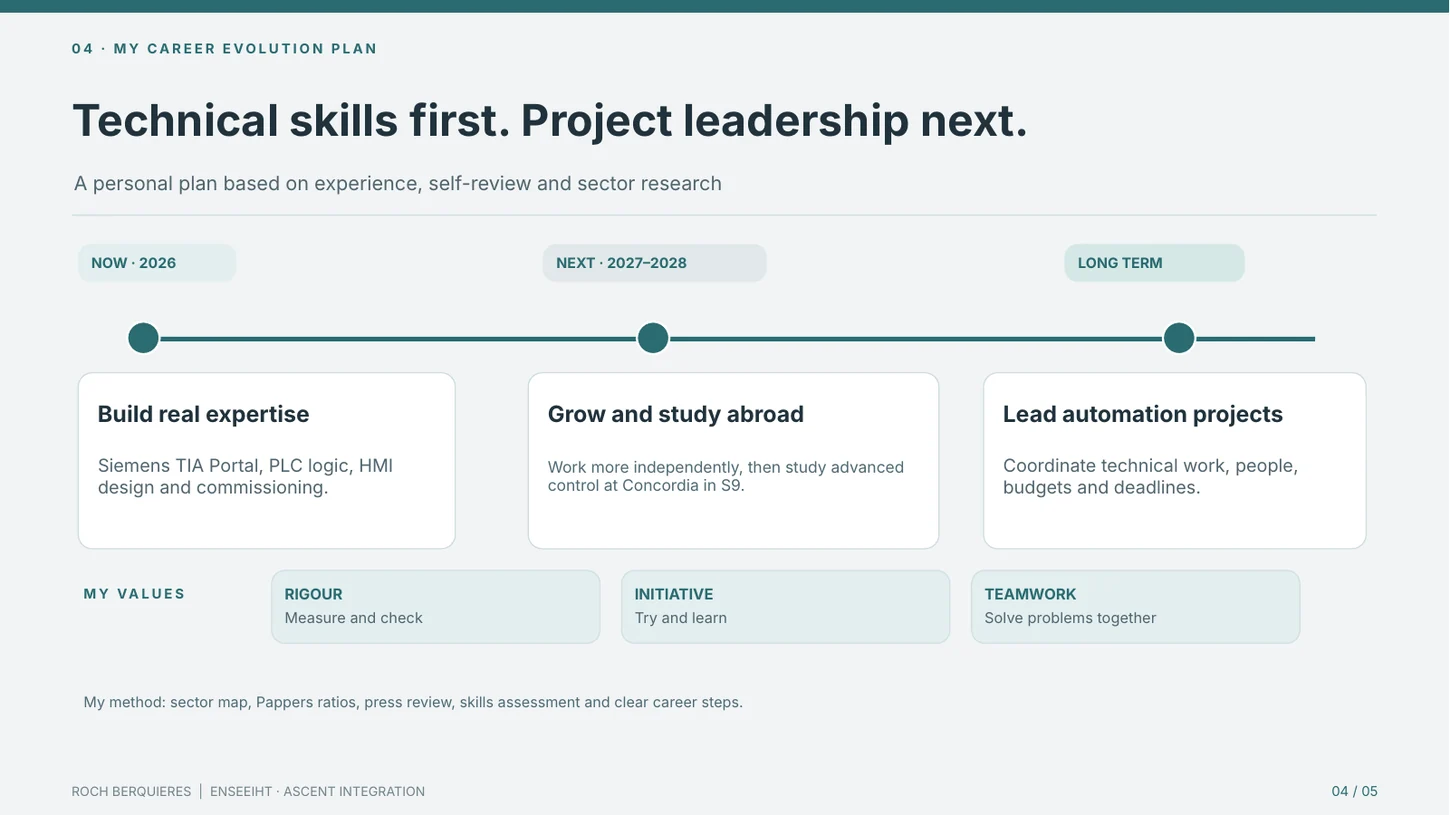 04 · MY CAREER EVOLUTION PLAN
Technical skills first. Project leadership next.
A personal plan based on experience, self-review and sector research
NOW · 2026
NEXT · 2027–2028
LONG TERM
Build real expertise
Siemens TIA Portal, PLC logic, HMI
design and commissioning.
Grow and study abroad
Work more independently, then study advanced
control at Concordia in S9.
Lead automation projects
Coordinate technical work, people,
budgets and deadlines.
MY VALUES
RIGOUR
Measure and check
INITIATIVE
Try and learn
TEAMWORK
Solve problems together
My method: sector map, Pappers ratios, press review, skills assessment and clear career steps.
ROCH BERQUIERES | ENSEEIHT · ASCENT INTEGRATION
04 / 05